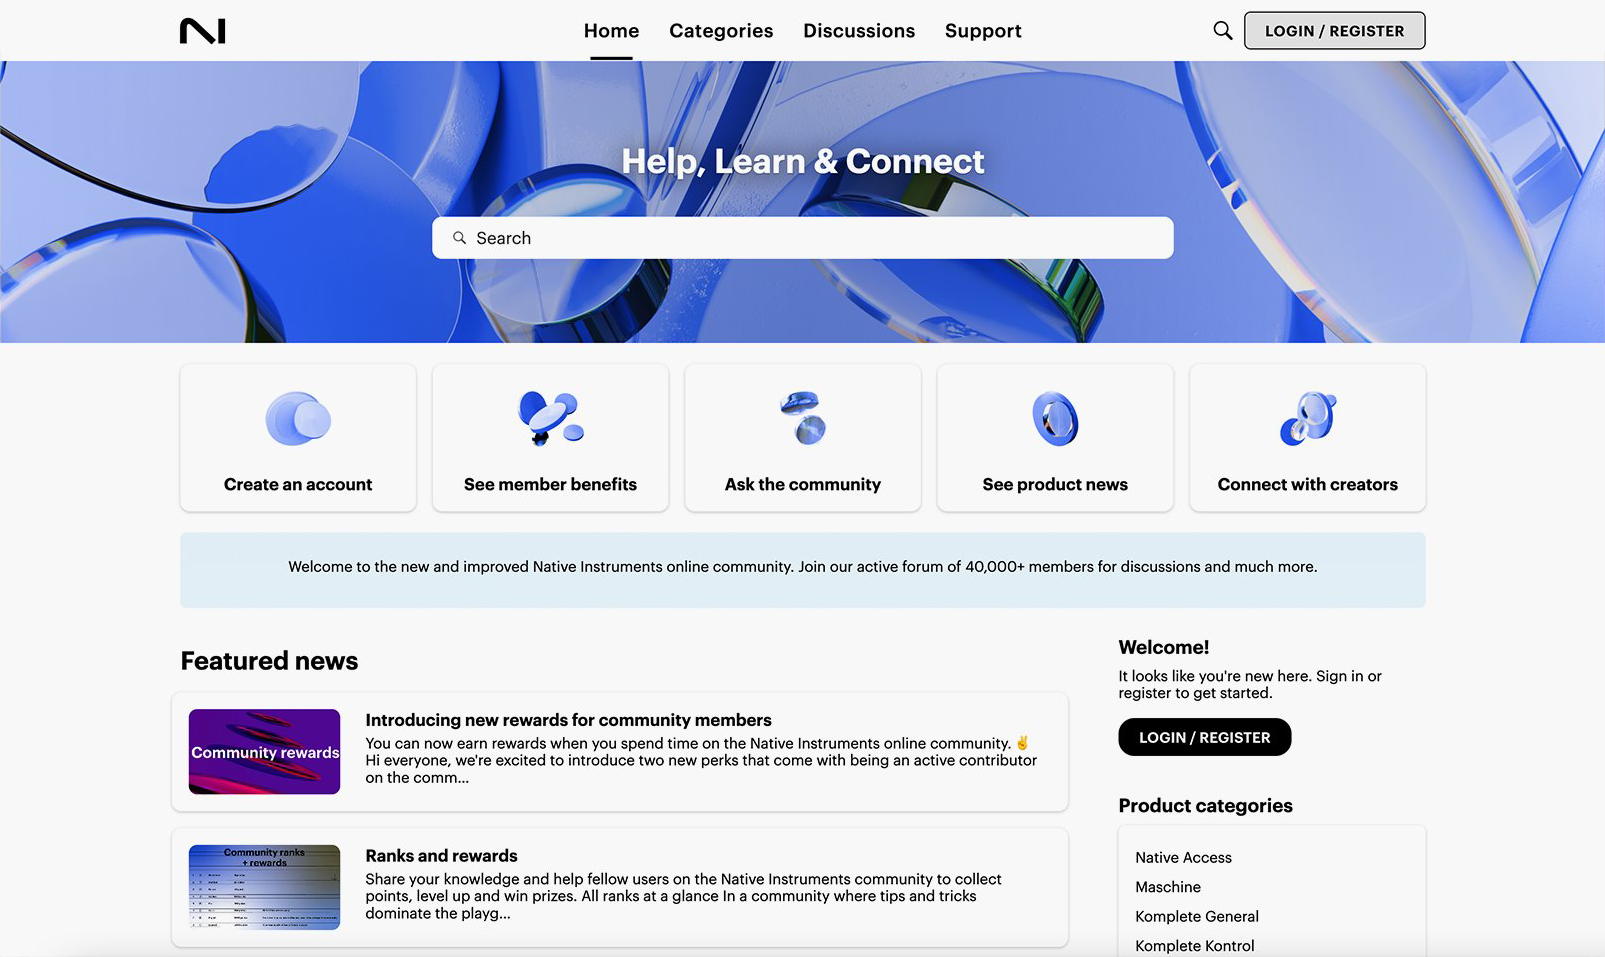 Home Categories Discussions Support
LOGIN / REGISTER
Help, Learn & Connect
Search
Create an account
See member benefits
Ask the community
See product news
Connect with creators
Welcome to the new and improved Native Instruments online community. Join our active forum of 40,000+ members for discussions and much more.
Featured news
Community rewards
Introducing new rewards for community members
You can now earn rewards when you spend time on the Native Instruments online community. ✌️
Hi everyone, we're excited to introduce two new perks that come with being an active contributor
on the comm...
Community ranks
+ rewards
Ranks and rewards
Share your knowledge and help fellow users on the Native Instruments community to collect
points, level up and win prizes. All ranks at a glance In a community where tips and tricks
dominate the playg...
Welcome!
It looks like you're new here. Sign in or
register to get started.
LOGIN / REGISTER
Product categories
Native Access
Maschine
Komplete General
Komplete Kontrol